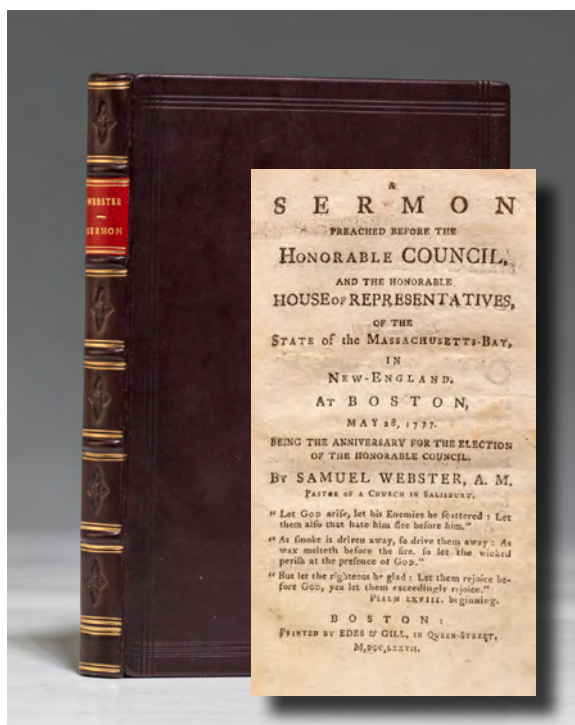 WEBSTER
SERMON
A
SERMON
PREACHED BEFORE THE
HONORABLE COUNCIL,
AND THE HONORABLE
HOUSE OF REPRESENTATIVES,
OF THE
STATE of the MASSACHUSETTS-BAY,
IN
NEW-ENGLAND.
AT BOSTON,
MAY 28, 1777.
BEING THE ANNIVERSARY FOR THE ELECTION
OF THE HONORABLE COUNCIL.
BY SAMUEL WEBSTER, A. M.
PASTOR OF A CHURCH IN SALISBURY.
“ Let GOD ariſe, let his Enemies be ſcattered : Let
them alſo that hate him flee before him.”
“ As ſmoke is driven away, ſo drive them away : As
wax melteth before the fire, ſo let the wicked
periſh at the preſence of GOD.”
“ But let the righteous be glad : Let them rejoice be-
fore GOD, yea let them exceedingly rejoice.”
PSALM LXVIII. beginning.
BOSTON :
PRINTED BY EDES & GILL, IN QUEEN-STREET,
M,DCC,LXXVII.